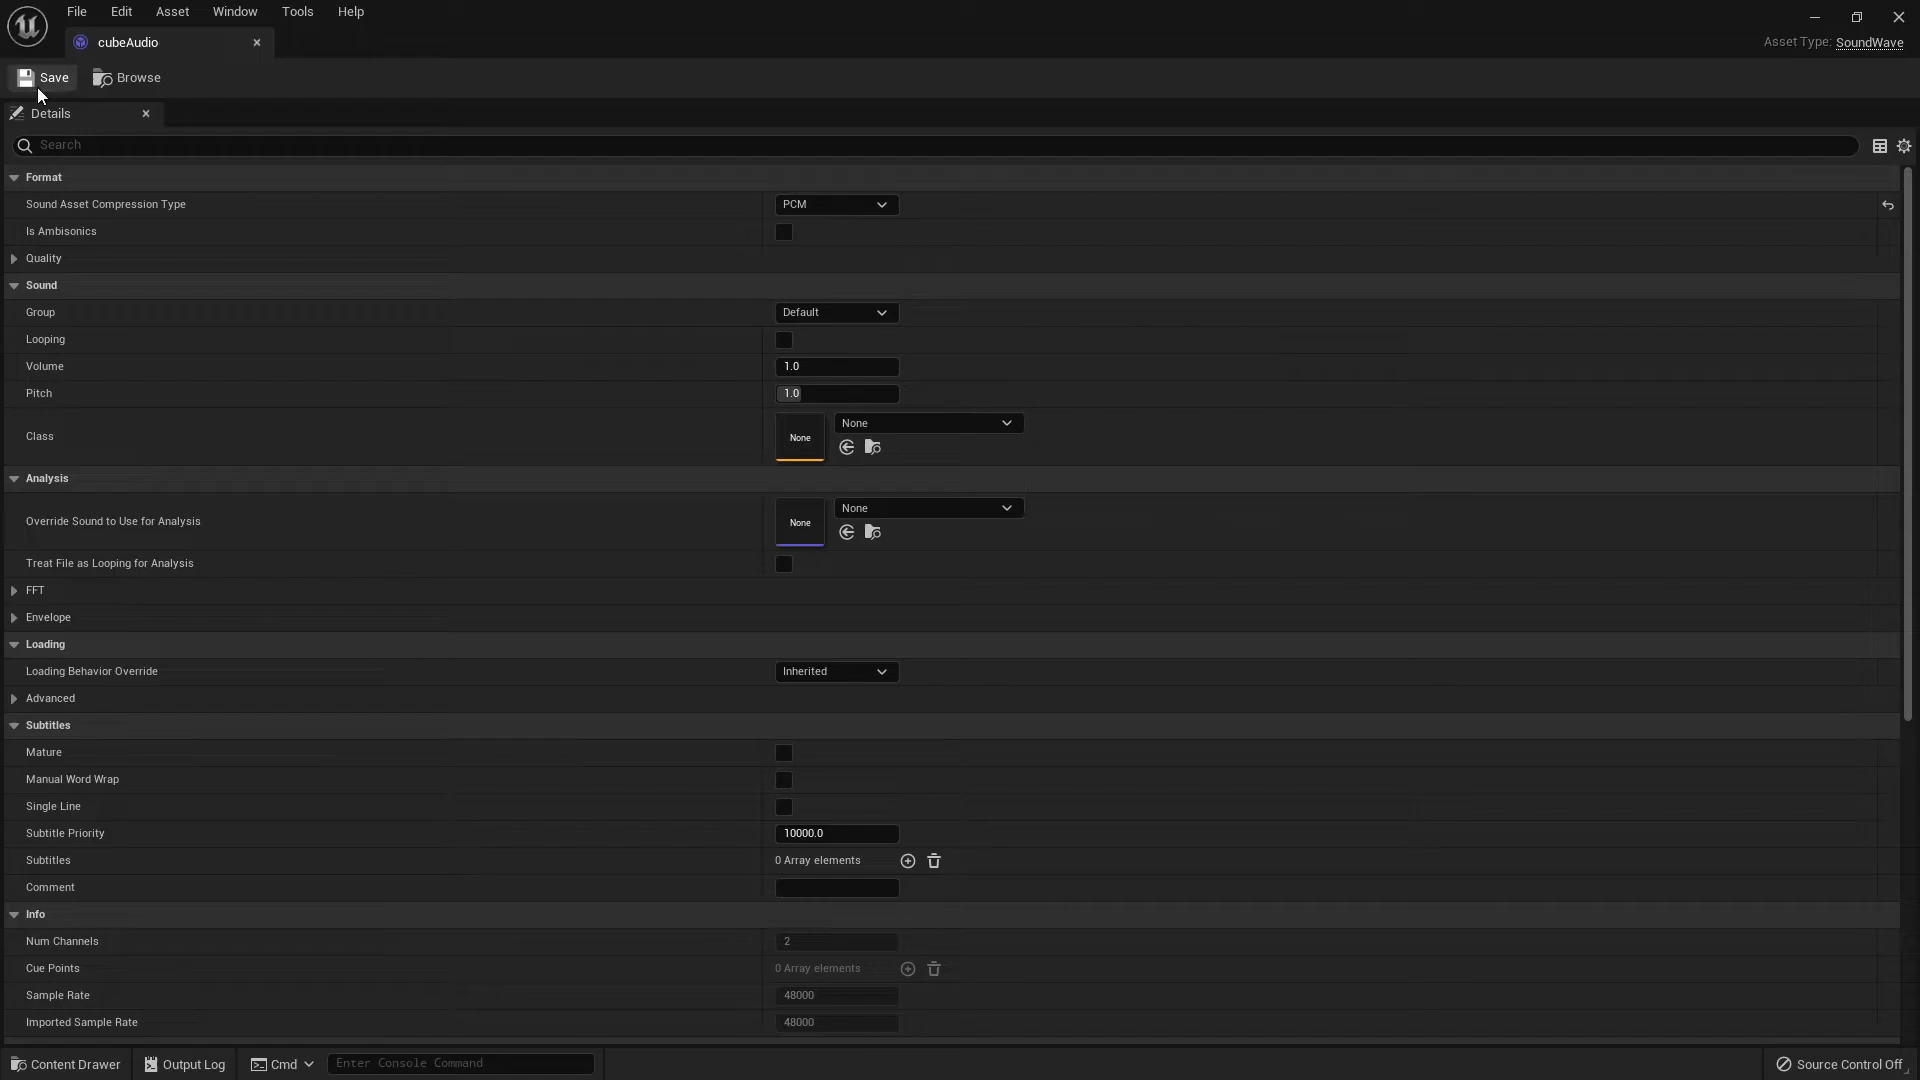 File Edit Asset Window Tools Help
cubeAudio
Asset Type: SoundWave
Save Browse
Details
Search
Format
Sound Asset Compression Type PCM
Is Ambisonics
Quality
Sound
Group Default
Looping
Volume 1.0
Pitch 1.0
Class None None
Analysis
Override Sound to Use for Analysis None None
Treat File as Looping for Analysis
FFT
Envelope
Loading
Loading Behavior Override Inherited
Advanced
Subtitles
Mature
Manual Word Wrap
Single Line
Subtitle Priority 10000.0
Subtitles 0 Array elements
Comment
Info
Num Channels 2
Cue Points 0 Array elements
Sample Rate 48000
Imported Sample Rate 48000
Content Drawer Output Log Cmd Enter Console Command Source Control Off